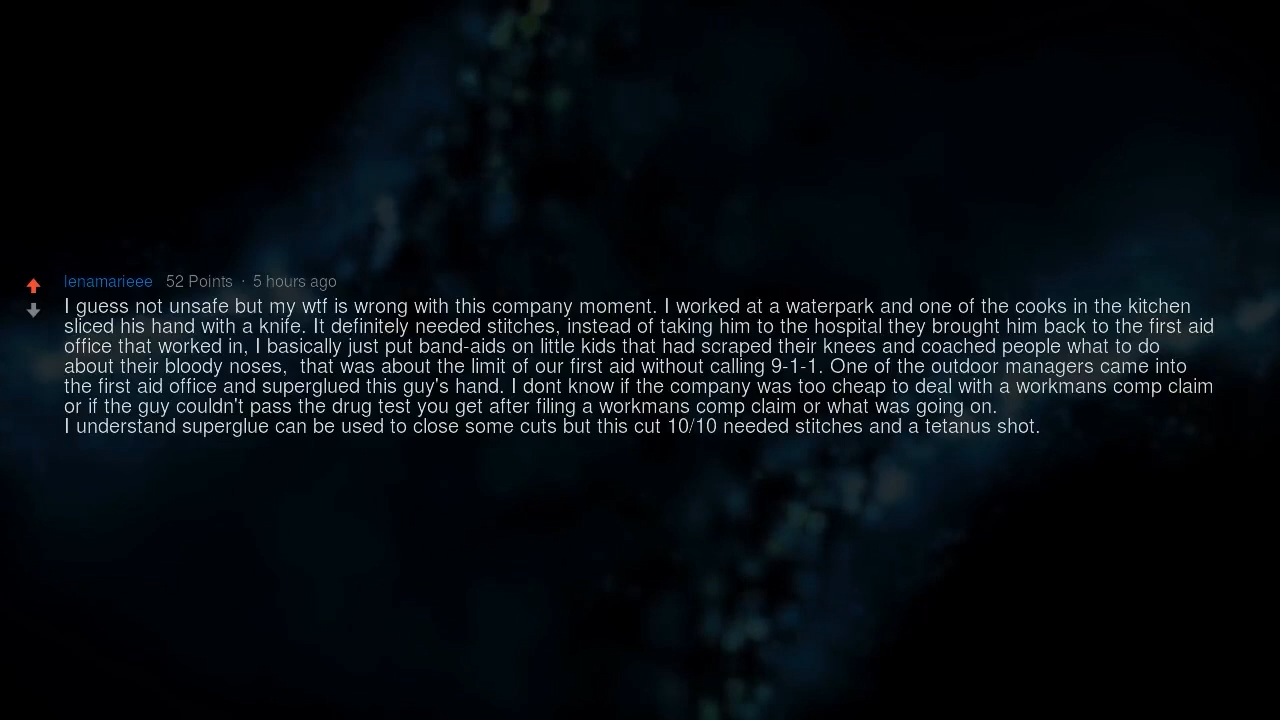 lenamarieee 52 Points · 5 hours ago
I guess not unsafe but my wtf is wrong with this company moment. I worked at a waterpark and one of the cooks in the kitchen
sliced his hand with a knife. It definitely needed stitches, instead of taking him to the hospital they brought him back to the first aid
office that worked in, I basically just put band-aids on little kids that had scraped their knees and coached people what to do
about their bloody noses,  that was about the limit of our first aid without calling 9-1-1. One of the outdoor managers came into
the first aid office and superglued this guy's hand. I dont know if the company was too cheap to deal with a workmans comp claim
or if the guy couldn't pass the drug test you get after filing a workmans comp claim or what was going on.
I understand superglue can be used to close some cuts but this cut 10/10 needed stitches and a tetanus shot.